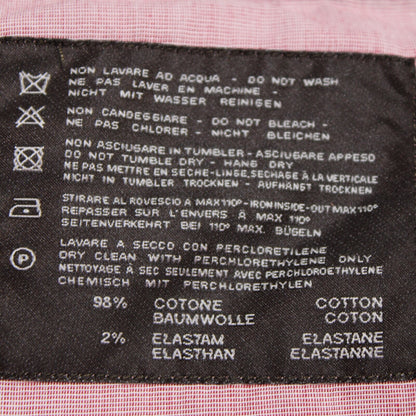 NON LAVARE AD ACQUA - DO NOT WASH
NE PAS LAVER EN MACHINE -
NICHT MIT WASSER REINIGEN
NON CANDEGGIARE - DO NOT BLEACH -
NE PAS CHLORER - NICHT BLEICHEN
NON ASCIUGARE IN TUMBLER - ASCIUGARE APPESO
DO NOT TUMBLE DRY - HANG DRY
NE PAS METTRE EN SECHE-LINGE, SECHAGE A LA VERTICALE
NICHT IN TUMBLER TROCKNEN - AUFHÄNGT TROCKNEN
STIRARE AL ROVESCIO A MAX 110° - IRON INSIDE-OUT MAX 110°
REPASSER SUR L'ENVERS À MAX 110°
SEITENVERKEHRT BEI 110° MAX. BÜGELN
P LAVARE A SECCO CON PERCLORETILENE
DRY CLEAN WITH PERCHLORETHYLENE ONLY
NETTOYAGE À SEC SEULEMENT AVEC PERCHLOROETHYLENE
CHEMISCH MIT PERCHLORETHYLENE
98% COTONE COTTON
BAUMWOLLE COTON
2% ELASTAM ELASTANE
ELASTHAN ELASTANNE